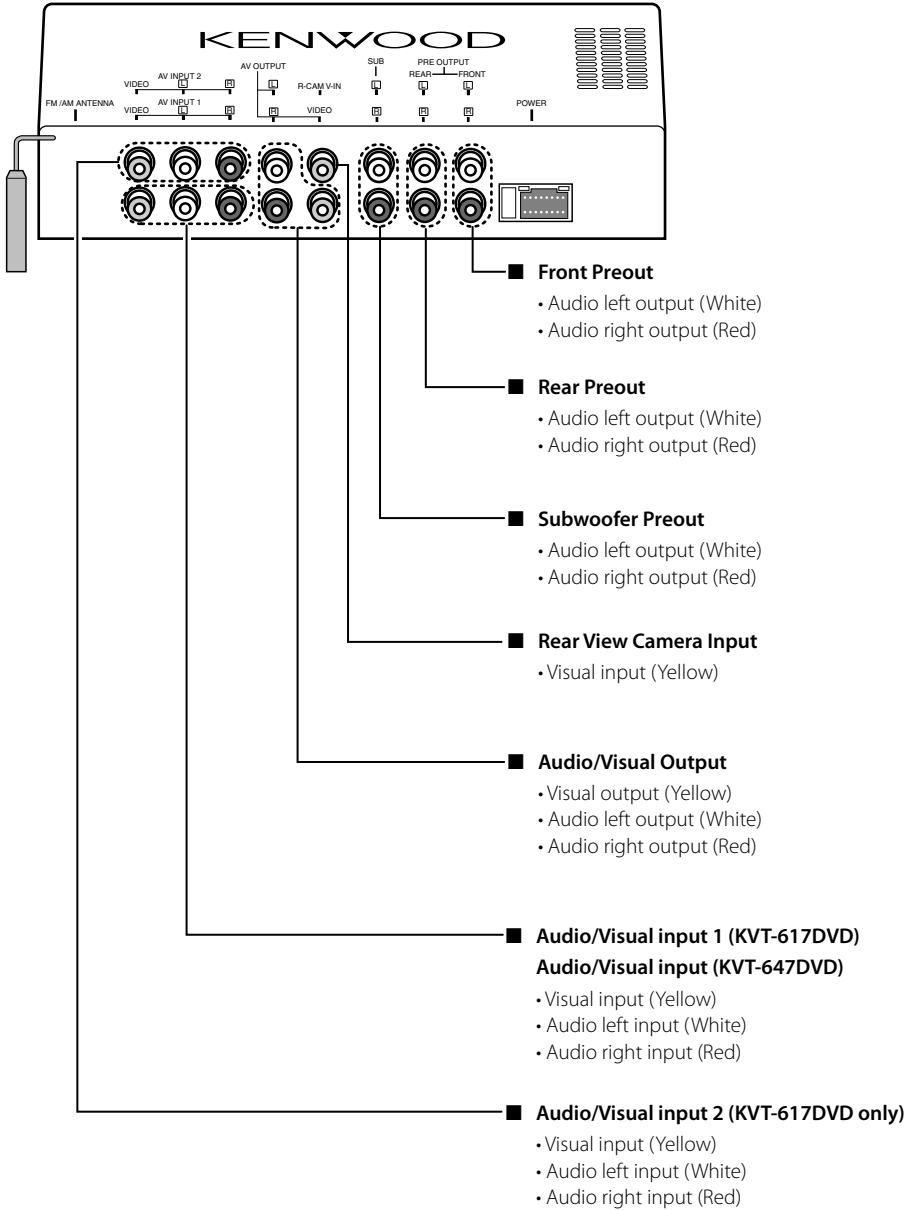 KENWOOD
SUB
PRE OUTPUT
AV OUTPUT
REAR FRONT
AV INPUT 2
VIDEO L R L R-CAM V-IN L L L
FM /AM ANTENNA
AV INPUT 1
VIDEO L R R VIDEO R R R POWER
■ Front Preout
• Audio left output (White)
• Audio right output (Red)
■ Rear Preout
• Audio left output (White)
• Audio right output (Red)
■ Subwoofer Preout
• Audio left output (White)
• Audio right output (Red)
■ Rear View Camera Input
• Visual input (Yellow)
■ Audio/Visual Output
• Visual output (Yellow)
• Audio left output (White)
• Audio right output (Red)
■ Audio/Visual input 1 (KVT-617DVD)
Audio/Visual input (KVT-647DVD)
• Visual input (Yellow)
• Audio left input (White)
• Audio right input (Red)
■ Audio/Visual input 2 (KVT-617DVD only)
• Visual input (Yellow)
• Audio left input (White)
• Audio right input (Red)